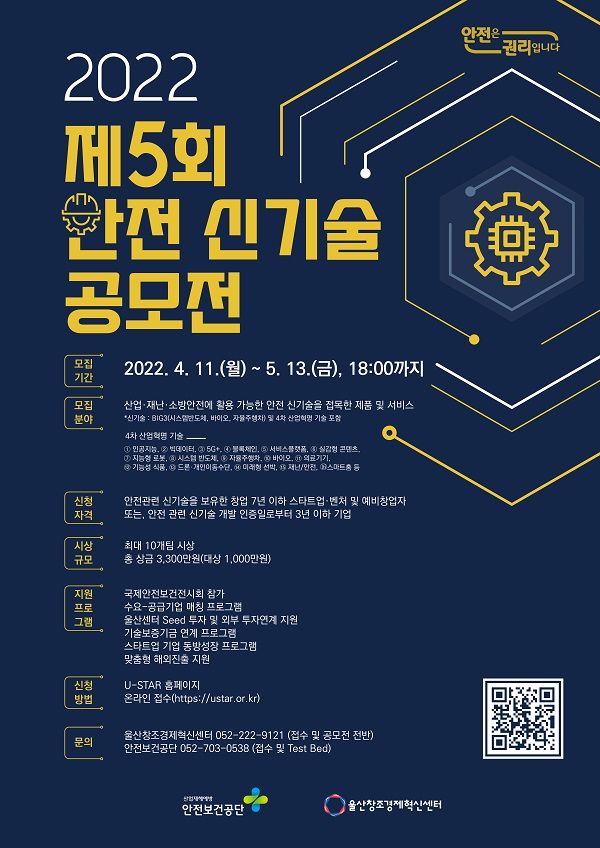 안전은
권리입니다
2022
제5회
안전 신기술
공모전
모집
기간
2022. 4. 11.(월) ~ 5. 13.(금), 18:00까지
모집
분야
산업·재난·소방안전에 활용 가능한 안전 신기술을 접목한 제품 및 서비스
*신기술 : BIG3(시스템반도체, 바이오, 자율주행차) 및 4차 산업혁명 기술 포함
4차 산업혁명 기술
① 인공지능, ② 빅데이터, ③ 5G+, ④ 블록체인, ⑤ 서비스플랫폼, ⑥ 실감형 콘텐츠,
⑦ 지능형 로봇, ⑧ 시스템 반도체, ⑨ 자율주행차, ⑩ 바이오, ⑪ 의료기기,
⑫ 기능성 식품, ⑬ 드론·개인이동수단, ⑭ 미래형 선박, ⑮ 재난/안전, ⑯스마트홈 등
신청
자격
안전관련 신기술을 보유한 창업 7년 이하 스타트업·벤처 및 예비창업자
또는, 안전 관련 신기술 개발 인증일로부터 3년 이하 기업
시상
규모
최대 10개팀 시상
총 상금 3,300만원(대상 1,000만원)
지원
프로
그램
국제안전보건전시회 참가
수요-공급기업 매칭 프로그램
울산센터 Seed 투자 및 외부 투자연계 지원
기술보증기금 연계 프로그램
스타트업 기업 동방성장 프로그램
맞춤형 해외진출 지원
신청
방법
U-STAR 홈페이지
온라인 접수(https://ustar.or.kr)
문의
울산창조경제혁신센터 052-222-9121 (접수 및 공모전 전반)
안전보건공단 052-703-0538 (접수 및 Test Bed)
산업재해예방
안전보건공단
울산창조경제혁신센터